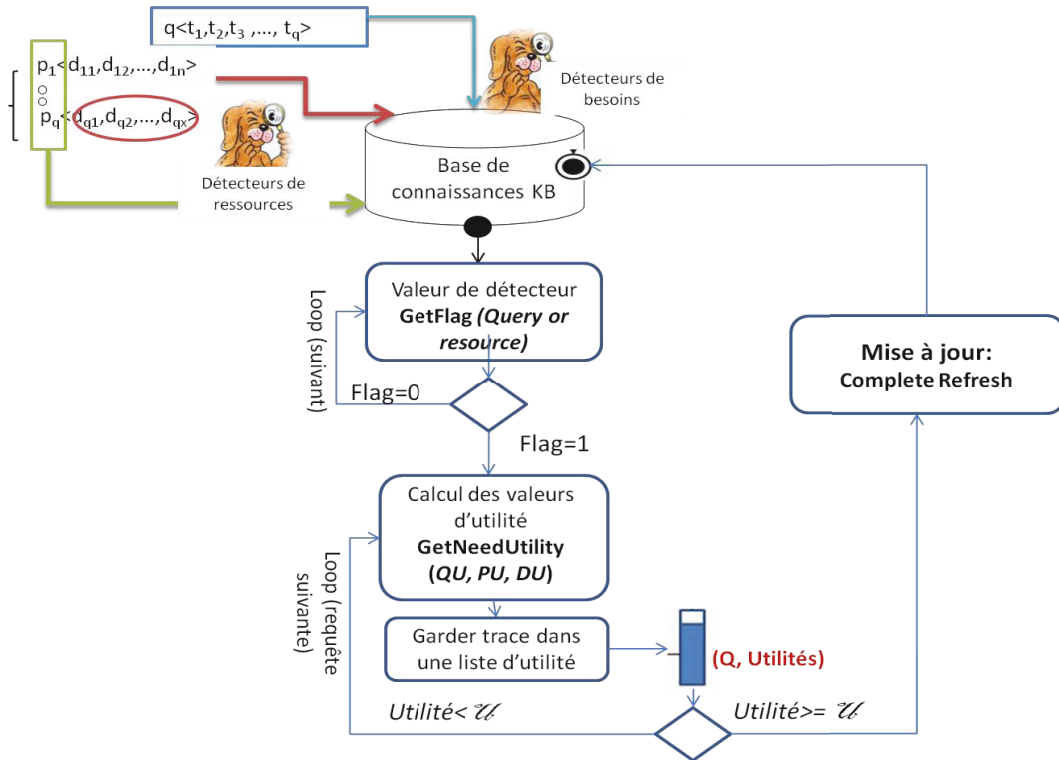 q<t1,t2,t3 ,..., tq>
p1<d11,d12,...,d1n>
pq<dq1,dq2,...,dqx>
Détecteurs de
besoins
Détecteurs de
ressources
Base de
connaissances KB
Valeur de détecteur
GetFlag (Query or
resource)
Loop (suivant)
Flag=0
Flag=1
Mise à jour:
Complete Refresh
Calcul des valeurs
d'utilité
GetNeedUtility
(QU, PU, DU)
Loop (requête
suivante)
Garder trace dans
une liste d'utilité
(Q, Utilités)
Utilité< 𝒰
Utilité>= 𝒰